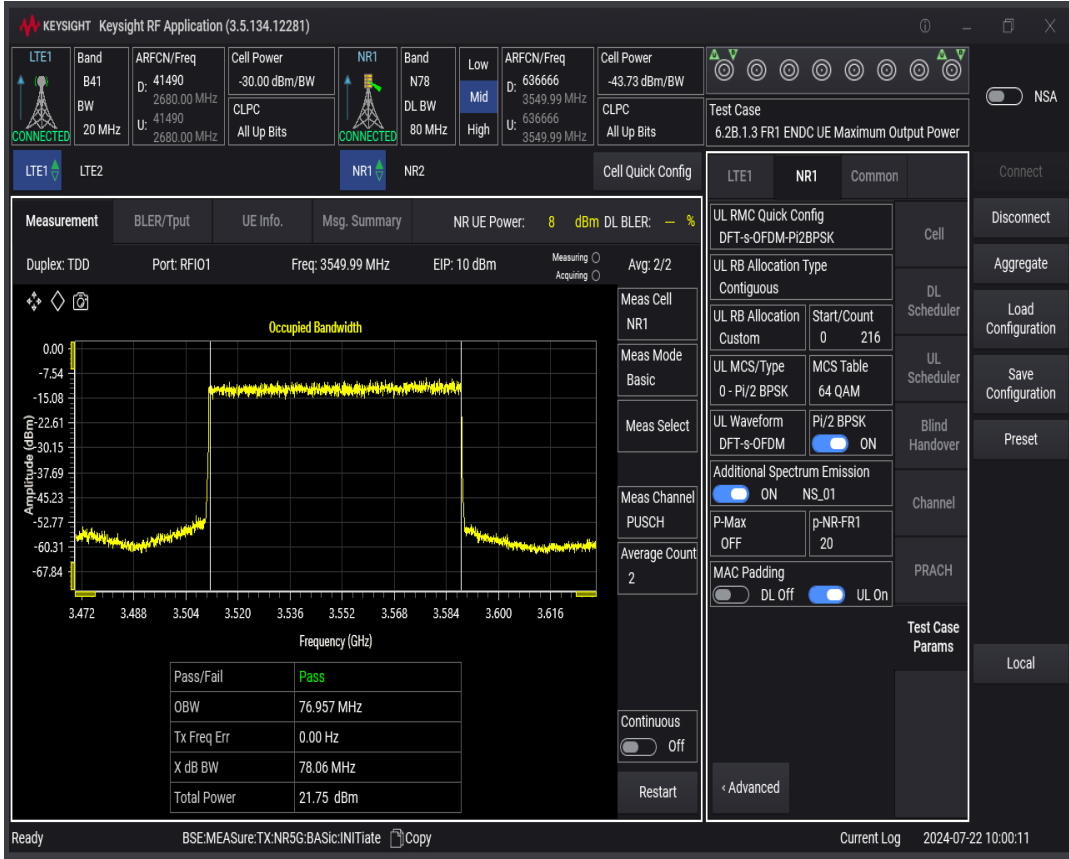 KEYSIGHT Keysight RF Application (3.5.134.12281)
LTE1 Band ARFCN/Freq Cell Power NR1 Band Low ARFCN/Freq Cell Power
B41 D: 41490 -30.00 dBm/BW N78 Mid D: 636666 -43.73 dBm/BW
BW 2680.00 MHz CLPC DL BW 3549.99 MHz CLPC
CONNECTED 20 MHz U: 41490 All Up Bits CONNECTED 80 MHz High U: 636666 All Up Bits
2680.00 MHz 3549.99 MHz
NSA
Test Case
6.2B.1.3 FR1 ENDC UE Maximum Output Power
LTE1 LTE2 NR1 NR2 Cell Quick Config
LTE1 NR1 Common
Connect
Measurement BLER/Tput UE Info. Msg. Summary NR UE Power: 8 dBm DL BLER: --- %
Duplex: TDD Port: RFIO1 Freq: 3549.99 MHz EIP: 10 dBm Measuring Acquiring Avg: 2/2
Occupied Bandwidth
Amplitude (dBm)
0.00
-7.54
-15.08
-22.61
-30.15
-37.69
-45.23
-52.77
-60.31
-67.84
3.472 3.488 3.504 3.520 3.536 3.552 3.568 3.584 3.600 3.616
Frequency (GHz)
Pass/Fail Pass
OBW 76.957 MHz
Tx Freq Err 0.00 Hz
X dB BW 78.06 MHz
Total Power 21.75 dBm
Meas Cell
NR1
Meas Mode
Basic
Meas Select
Meas Channel
PUSCH
Average Count
2
Continuous
Off
Restart
UL RMC Quick Config
DFT-s-OFDM-Pi2BPSK
UL RB Allocation Type
Contiguous
UL RB Allocation Start/Count
Custom 0 216
UL MCS/Type MCS Table
0 - Pi/2 BPSK 64 QAM
UL Waveform Pi/2 BPSK
DFT-s-OFDM ON
Additional Spectrum Emission
ON NS_01
P-Max p-NR-FR1
OFF 20
MAC Padding
DL Off UL On
‹ Advanced
Cell
DL
Scheduler
UL
Scheduler
Blind
Handover
Channel
PRACH
Test Case
Params
Disconnect
Aggregate
Load
Configuration
Save
Configuration
Preset
Local
Ready BSE:MEASure:TX:NR5G:BASic:INITiate Copy Current Log 2024-07-22 10:00:11